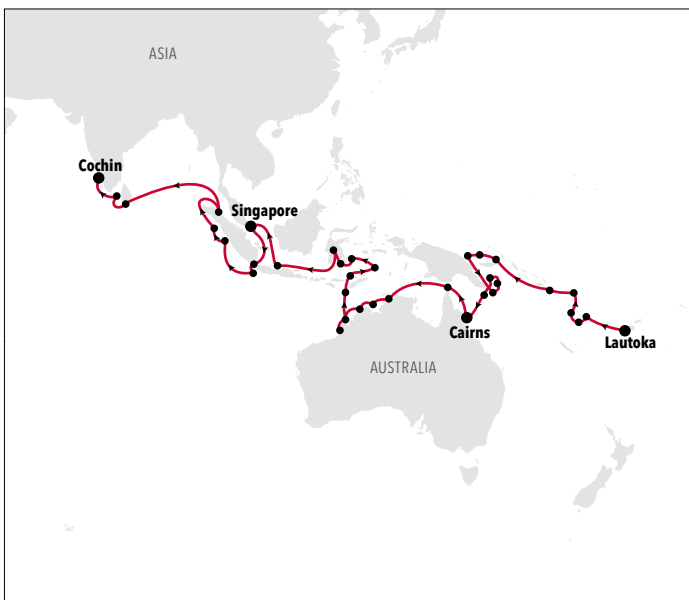 ASIA
Cochin
Singapore
Cairns
Lautoka
AUSTRALIA